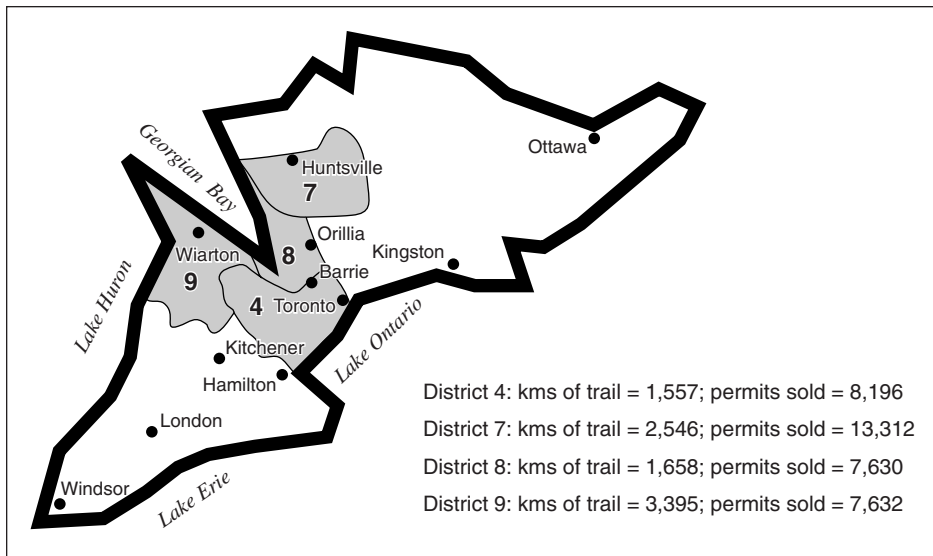 Ottawa
Georgian Bay
Huntsville
7
Orillia
Wiarton
8
Kingston
Barrie
9
4
Toronto
Lake Huron
Lake Ontario
Kitchener
Hamilton
London
Windsor
Lake Erie
District 4: kms of trail = 1,557; permits sold = 8,196
District 7: kms of trail = 2,546; permits sold = 13,312
District 8: kms of trail = 1,658; permits sold = 7,630
District 9: kms of trail = 3,395; permits sold = 7,632